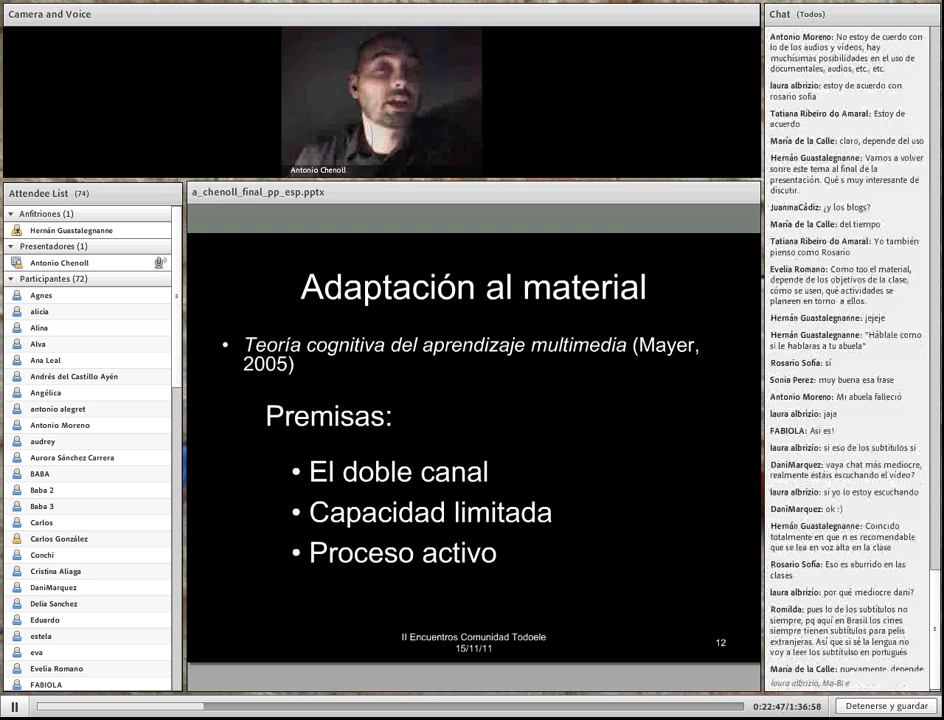 Camera and Voice
Antonio Chenoll
Attendee List (74)
Anfitriones (1)
Hernán Guastalegnanne
Presentadores (1)
Antonio Chenoll
Participantes (72)
Agnes
alicia
Alina
Alva
Ana Leal
Andrés del Castillo Ayén
Angélica
antonio alegret
Antonio Moreno
audrey
Aurora Sánchez Carrera
BABA
Baba 2
Baba 3
Carlos
Carlos González
Conchi
Cristina Aliaga
DaniMarquez
Delia Sanchez
Eduardo
estela
eva
Evelia Romano
FABIOLA
a_chenoll_final_pp_esp.pptx
Adaptación al material
• Teoría cognitiva del aprendizaje multimedia (Mayer,
2005)
Premisas:
• El doble canal
• Capacidad limitada
• Proceso activo
II Encuentros Comunidad Todoele
15/11/11
12
Chat (Todos)
Antonio Moreno: No estoy de cuerdo con
lo de los audios y vídeos, hay
muchísimas posibilidades en el uso de
documentales, audios, etc., etc.
laura albrizio: estoy de acuerdo con
rosario sofia
Tatiana Ribeiro do Amaral: Estoy de
acuerdo
María de la Calle: claro, depende del uso
Hernán Guastalegnanne: Vamos a volver
sonre este tema al final de la
presentación. Qué s muy interesante de
discutir.
JuanmaCádiz: ¿y los blogs?
María de la Calle: del tiempo
Tatiana Ribeiro do Amaral: Yo también
pienso como Rosario
Evelia Romano: Como too el material,
depende de los objetivos de la clase,
cómo se usen, qué actividades se
planeen en torno a ellos.
Hernán Guastalegnanne: jejeje
Hernán Guastalegnanne: "Háblale como
si le hablaras a tu abuela"
Rosario Sofia: sí
Sonia Perez: muy buena esa frase
Antonio Moreno: Mi abuela falleció
laura albrizio: jaja
FABIOLA: Asi es!
laura albrizio: si eso de los subtitulos si
DaniMarquez: vaya chat más mediocre,
realmente estáis escuchando el vídeo?
laura albrizio: si yo lo estoy escuchando
DaniMarquez: ok :)
Hernán Guastalegnanne: Coincido
totalmente en que n es recomendable
que se lea en voz alta en la clase
Rosario Sofia: Eso es aburrido en las
clases
laura albrizio: por qué mediocre dani?
Romilda: pues lo de los subtítulos no
siempre, pq aquí en Brasil los cines
siempre tienen subtítulos para pelis
extranjeras. Así que si sé la lengua no
voy a leer los subtítulso en portugués
María de la Calle: nuevamente, depende
laura albrizio, Ma-Bi e
0:22:47/1:36:58
Detenerse y guardar